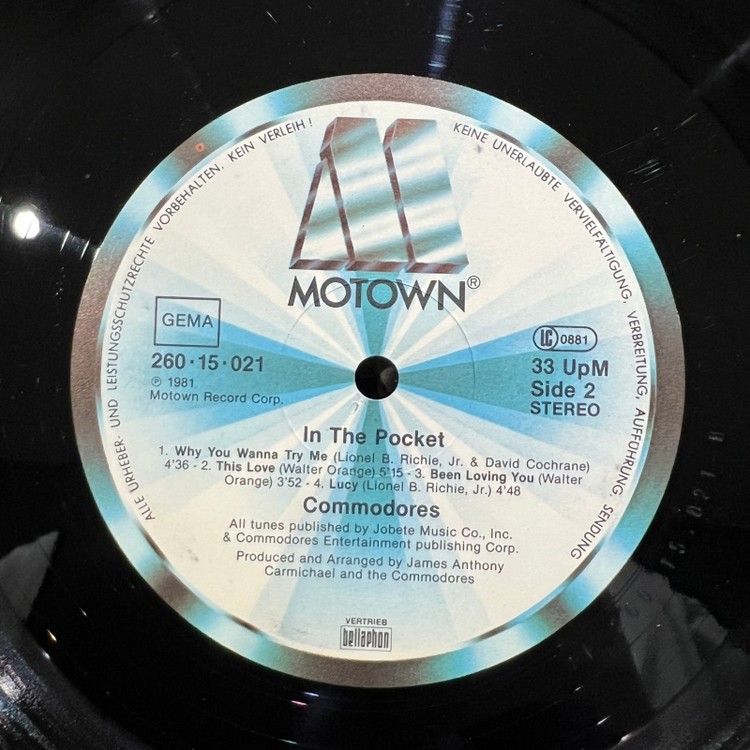 ALLE URHEBER- UND LEISTUNGSSCHUTZRECHTE VORBEHALTEN. KEIN VERLEIH!
KEINE UNERLAUBTE VERVIELFÄLTIGUNG, VERBREITUNG, AUFFÜHRUNG, SENDUNG
MOTOWN®
GEMA
260·15·021
℗ 1981
Motown Record Corp.
LC 0881
33 UpM
Side 2
STEREO
In The Pocket
1. Why You Wanna Try Me (Lionel B. Richie, Jr. & David Cochrane)
4'36 - 2. This Love (Walter Orange) 5'15 - 3. Been Loving You (Walter
Orange) 3'52 - 4. Lucy (Lionel B. Richie, Jr.) 4'48
Commodores
All tunes published by Jobete Music Co., Inc.
& Commodores Entertainment publishing Corp.
Produced and Arranged by James Anthony
Carmichael and the Commodores
VERTRIEB
bellaphon